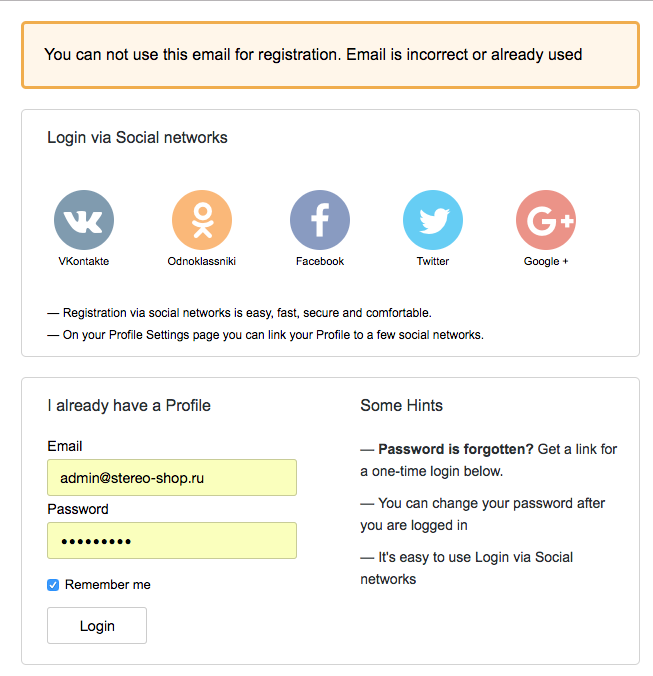 You can not use this email for registration. Email is incorrect or already used
Login via Social networks
VKontakte
Odnoklassniki
Facebook
Twitter
G+
Google +
— Registration via social networks is easy, fast, secure and comfortable.
— On your Profile Settings page you can link your Profile to a few social networks.
I already have a Profile
Email
admin@stereo-shop.ru
Password
•••••••••
Remember me
Login
Some Hints
— Password is forgotten? Get a link for
a one-time login below.
— You can change your password after
you are logged in
— It's easy to use Login via Social
networks